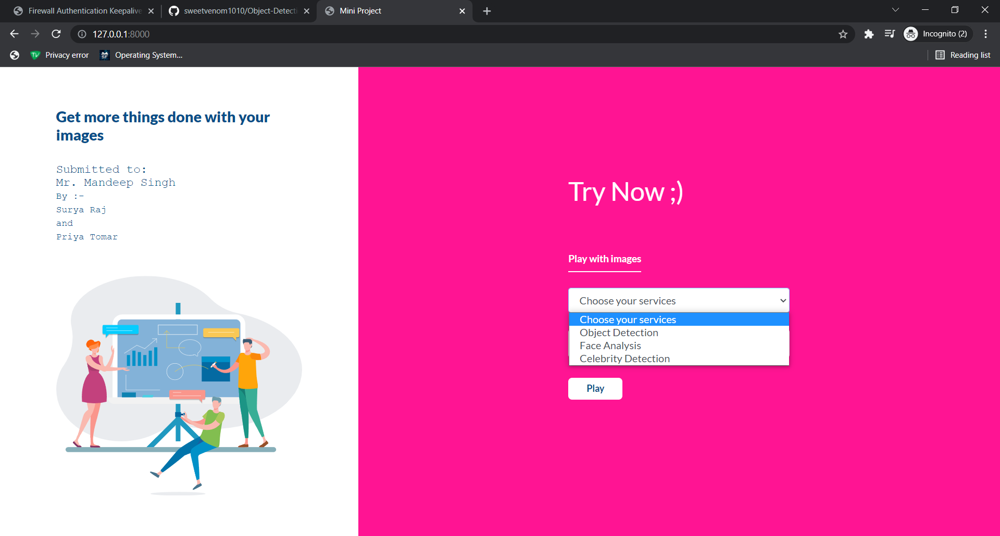 Firewall Authentication Keepalive
sweetvenom1010/Object-Detecti
Mini Project
127.0.0.1:8000
Incognito (2)
Privacy error
Operating System...
Reading list
Get more things done with your
images
Submitted to:
Mr. Mandeep Singh
By :-
Surya Raj
and
Priya Tomar
Try Now ;)
Play with images
Choose your services
Choose your services
Object Detection
Face Analysis
Celebrity Detection
Play